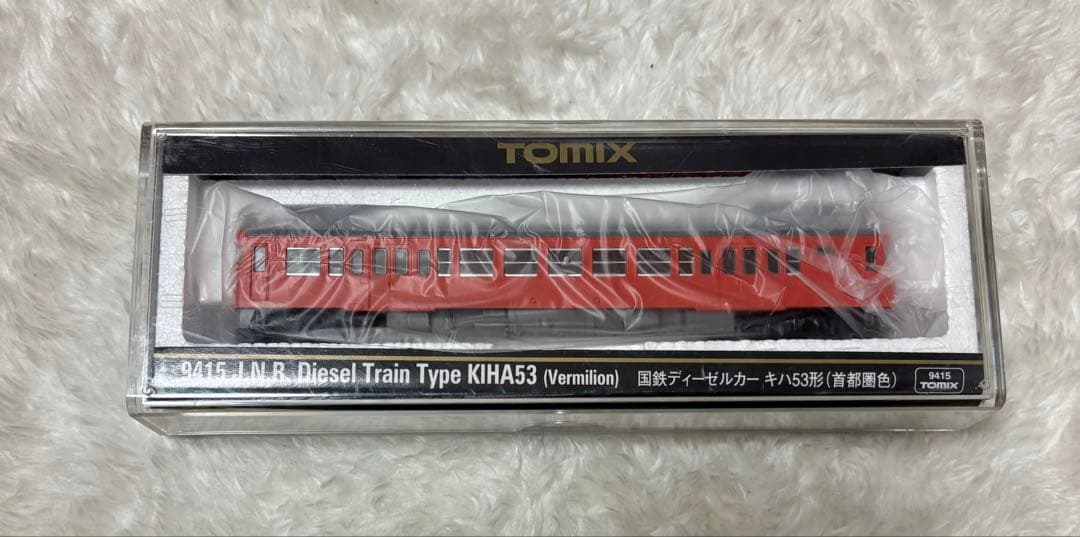 TOMIX
9415 J.N.R. Diesel Train Type KIHA53 (Vermilion) 国鉄ディーゼルカー キハ53形(首都圏色)
9415
TOMIX